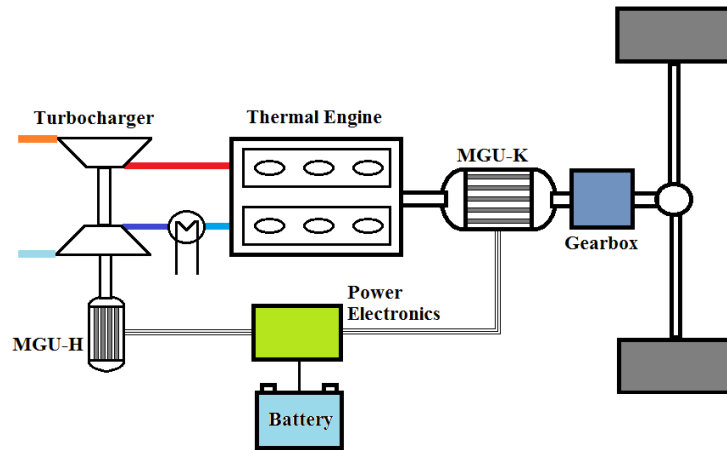 Turbocharger
Thermal Engine
MGU-K
Gearbox
Power
Electronics
MGU-H
Battery